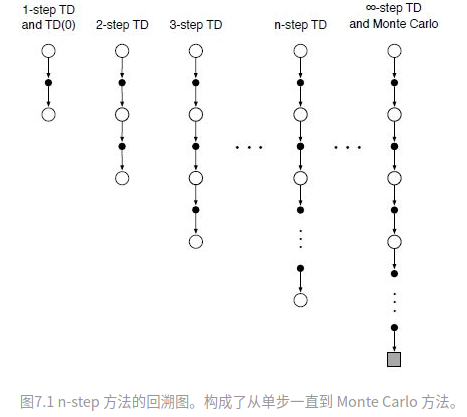 1-step TD
and TD(0)
2-step TD
3-step TD
n-step TD
∞-step TD
and Monte Carlo
图7.1 n-step 方法的回溯图。构成了从单步一直到 Monte Carlo 方法。